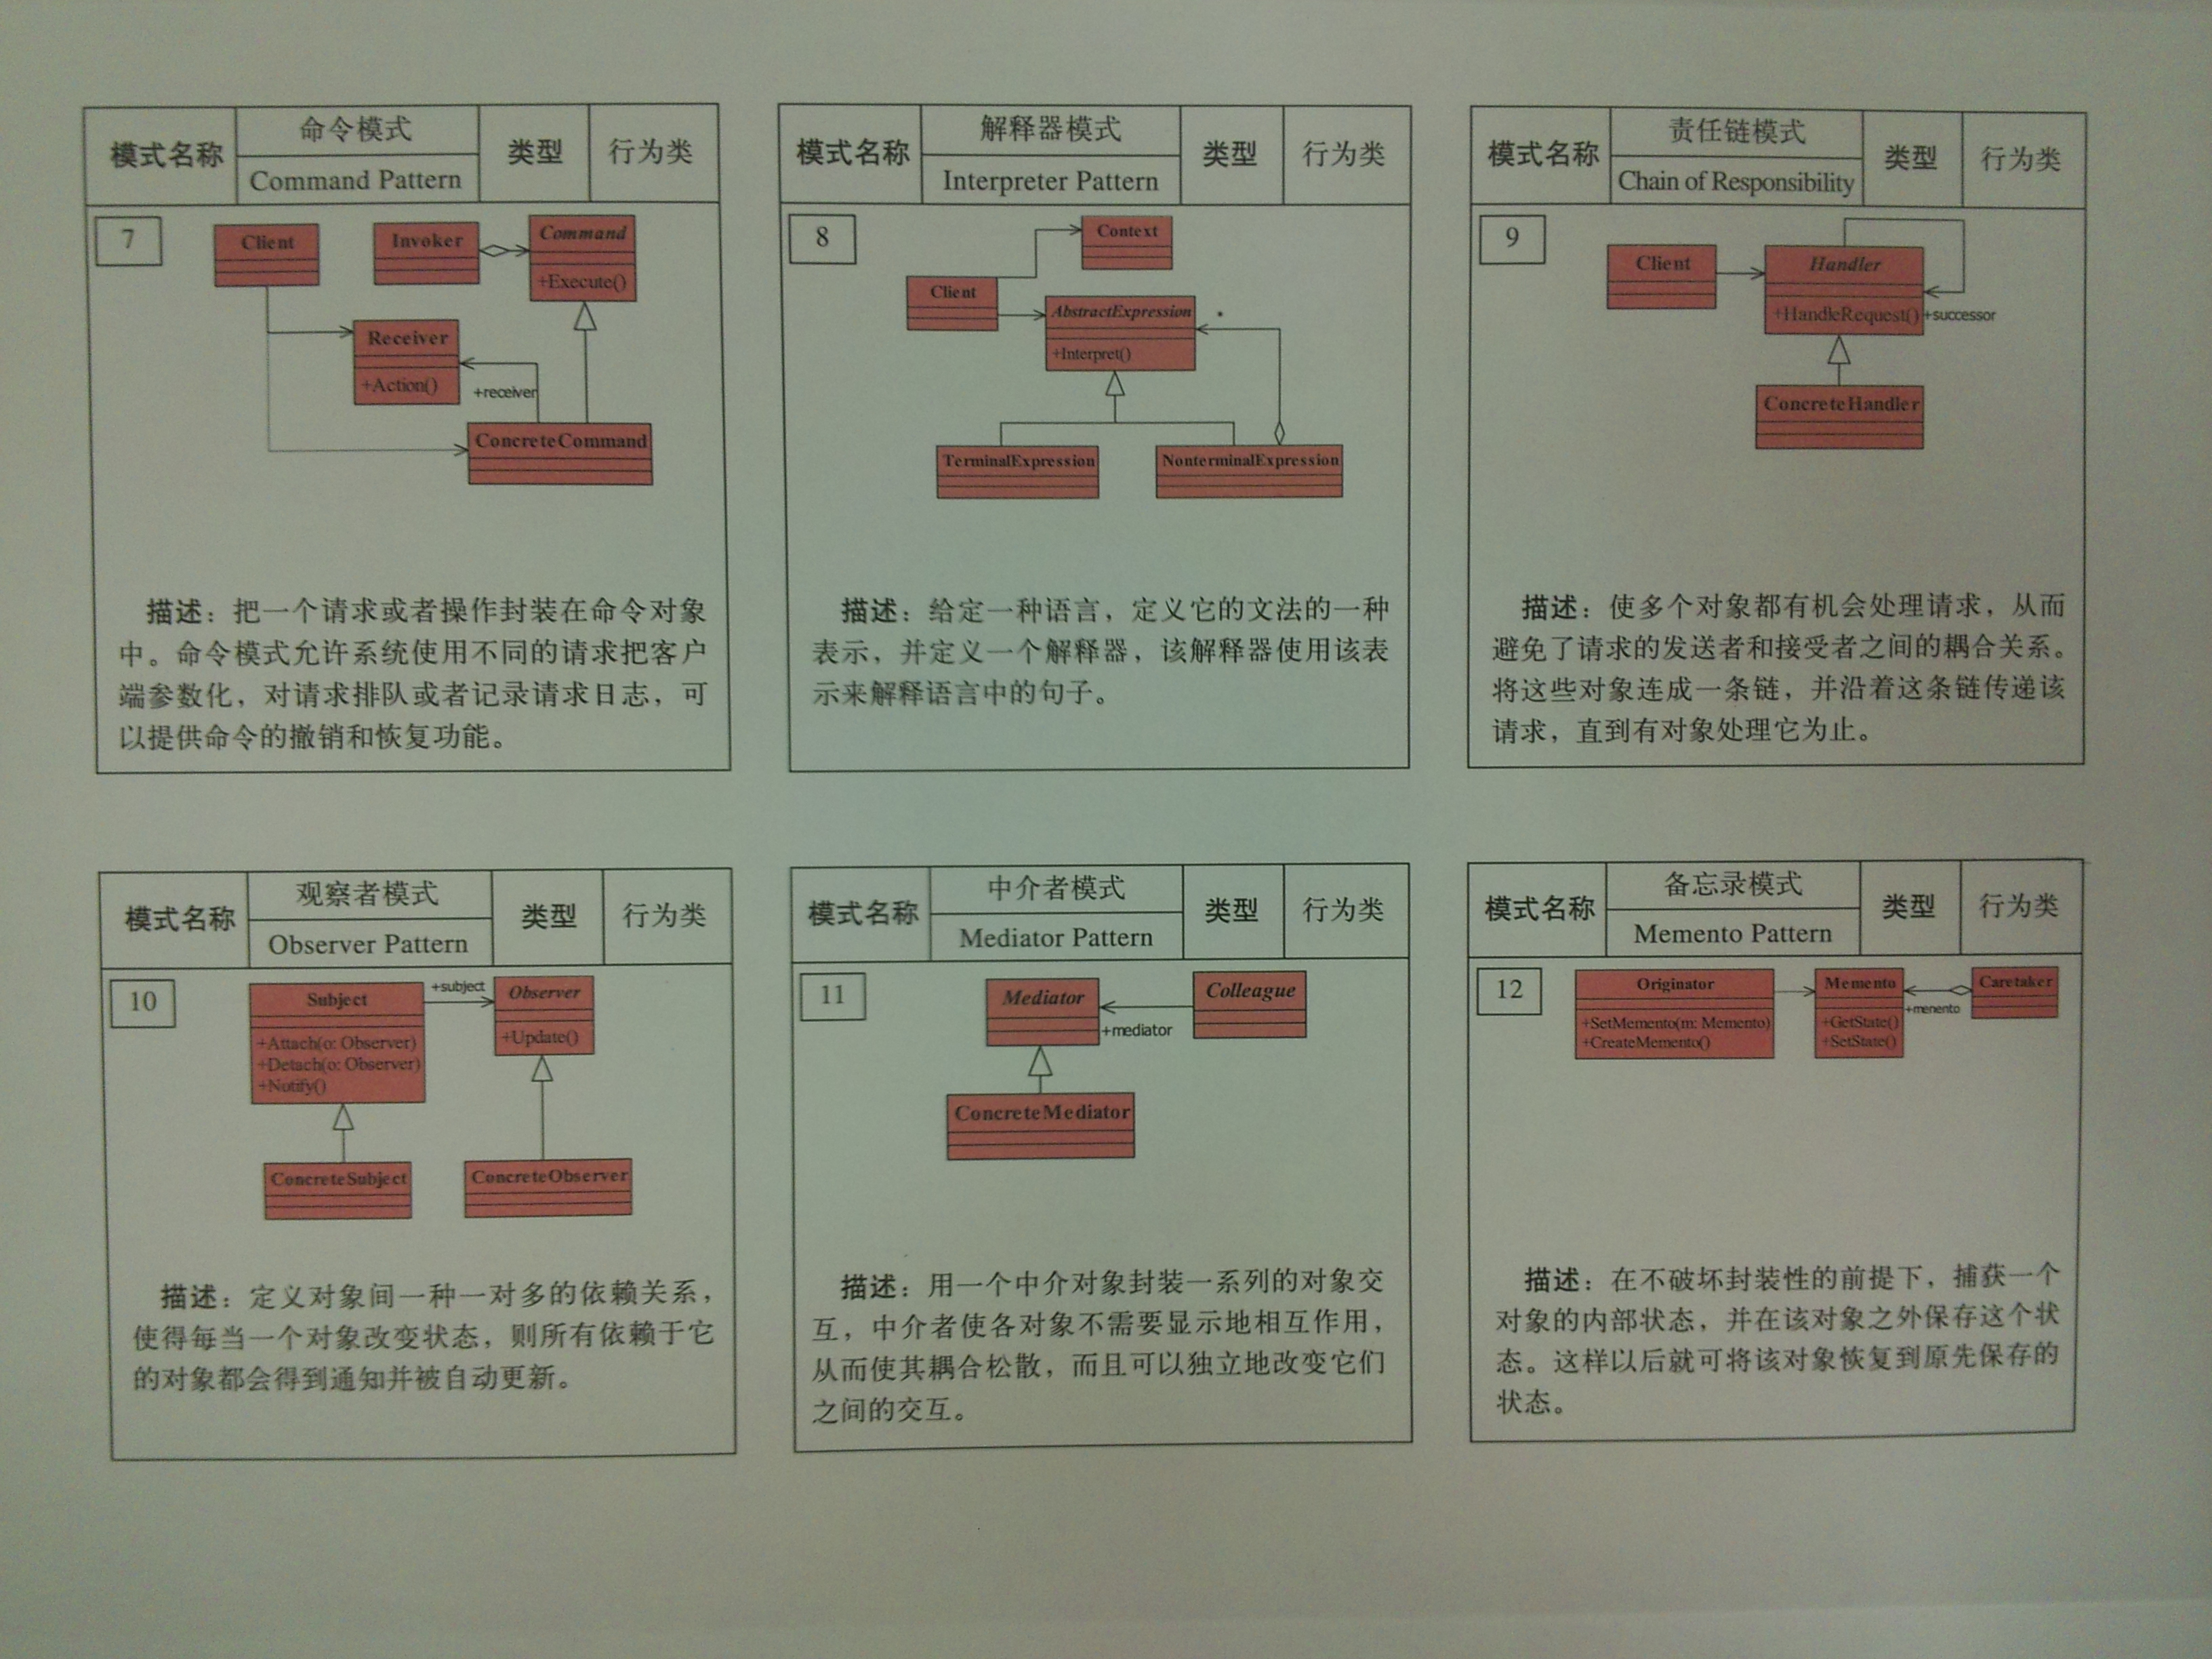 模式名称
命令模式
Command Pattern
类型
行为类
7
Client
Invoker
Command
+Execute()
Receiver
+Action()
+receiver
ConcreteCommand
描述：把一个请求或者操作封装在命令对象
中。命令模式允许系统使用不同的请求把客户
端参数化，对请求排队或者记录请求日志，可
以提供命令的撤销和恢复功能。
模式名称
解释器模式
Interpreter Pattern
类型
行为类
8
Context
Client
AbstractExpression
+Interpret()
*
TerminalExpression
NonterminalExpression
描述：给定一种语言，定义它的文法的一种
表示，并定义一个解释器，该解释器使用该表
示来解释语言中的句子。
模式名称
责任链模式
Chain of Responsibility
类型
行为类
9
Client
Handler
+HandleRequest()
+successor
ConcreteHandler
描述：使多个对象都有机会处理请求，从而
避免了请求的发送者和接受者之间的耦合关系。
将这些对象连成一条链，并沿着这条链传递该
请求，直到有对象处理它为止。
模式名称
观察者模式
Observer Pattern
类型
行为类
10
Subject
+Attach(o: Observer)
+Detach(o: Observer)
+Notify()
+subject
Observer
+Update()
ConcreteSubject
ConcreteObserver
描述：定义对象间一种一对多的依赖关系，
使得每当一个对象改变状态，则所有依赖于它
的对象都会得到通知并被自动更新。
模式名称
中介者模式
Mediator Pattern
类型
行为类
11
Mediator
Colleague
+mediator
ConcreteMediator
描述：用一个中介对象封装一系列的对象交
互，中介者使各对象不需要显示地相互作用，
从而使其耦合松散，而且可以独立地改变它们
之间的交互。
模式名称
备忘录模式
Memento Pattern
类型
行为类
12
Originator
+SetMemento(m: Memento)
+CreateMemento()
Memento
+GetState()
+SetState()
+menento
Caretaker
描述：在不破坏封装性的前提下，捕获一个
对象的内部状态，并在该对象之外保存这个状
态。这样以后就可将该对象恢复到原先保存的
状态。